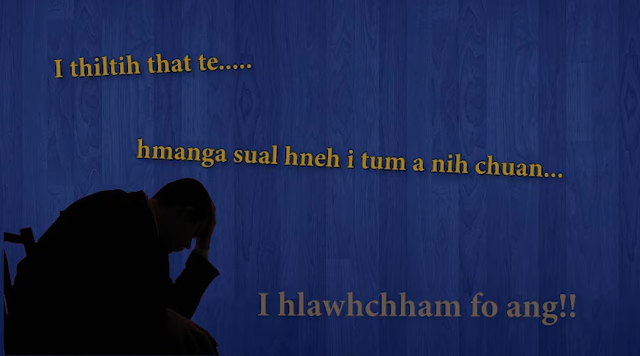 I thiltih that te.....
hmanga sual hneh i tum a nih chuan...
I hlawhchham fo ang!!